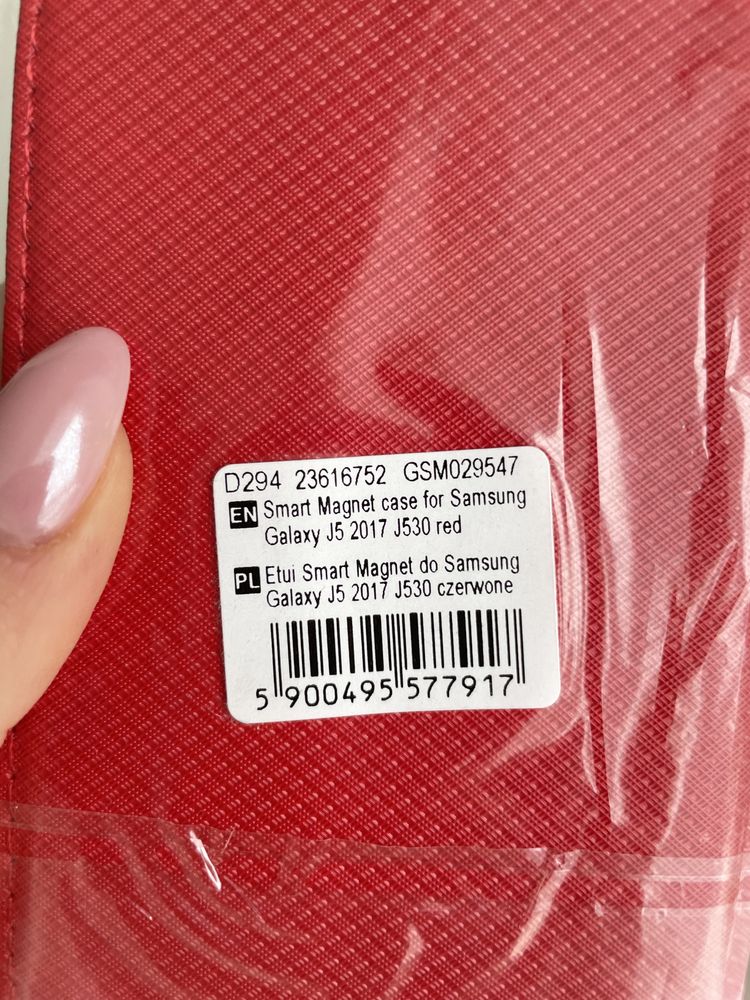 D294 23616752 GSM029547
EN Smart Magnet case for Samsung
Galaxy J5 2017 J530 red
PL Etui Smart Magnet do Samsung
Galaxy J5 2017 J530 czerwone
5 900495 577917